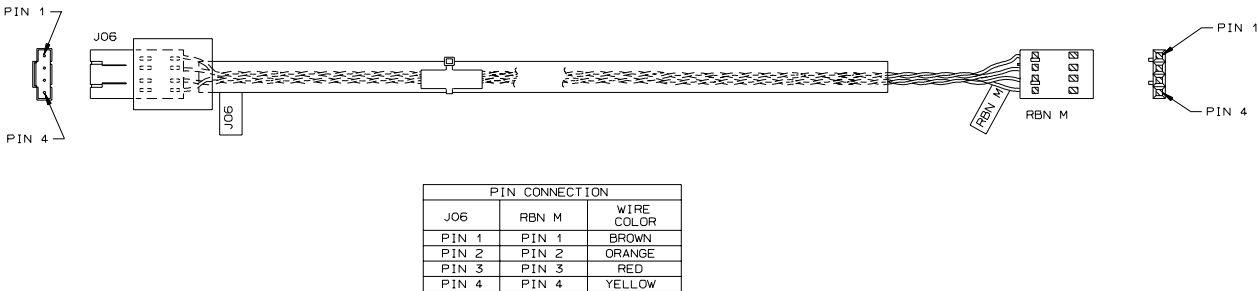 PIN 1
J06
PIN 4
J06
RBN M
RBN M
PIN 1
PIN 4
PIN CONNECTION
J06 RBN M WIRE COLOR
PIN 1 PIN 1 BROWN
PIN 2 PIN 2 ORANGE
PIN 3 PIN 3 RED
PIN 4 PIN 4 YELLOW